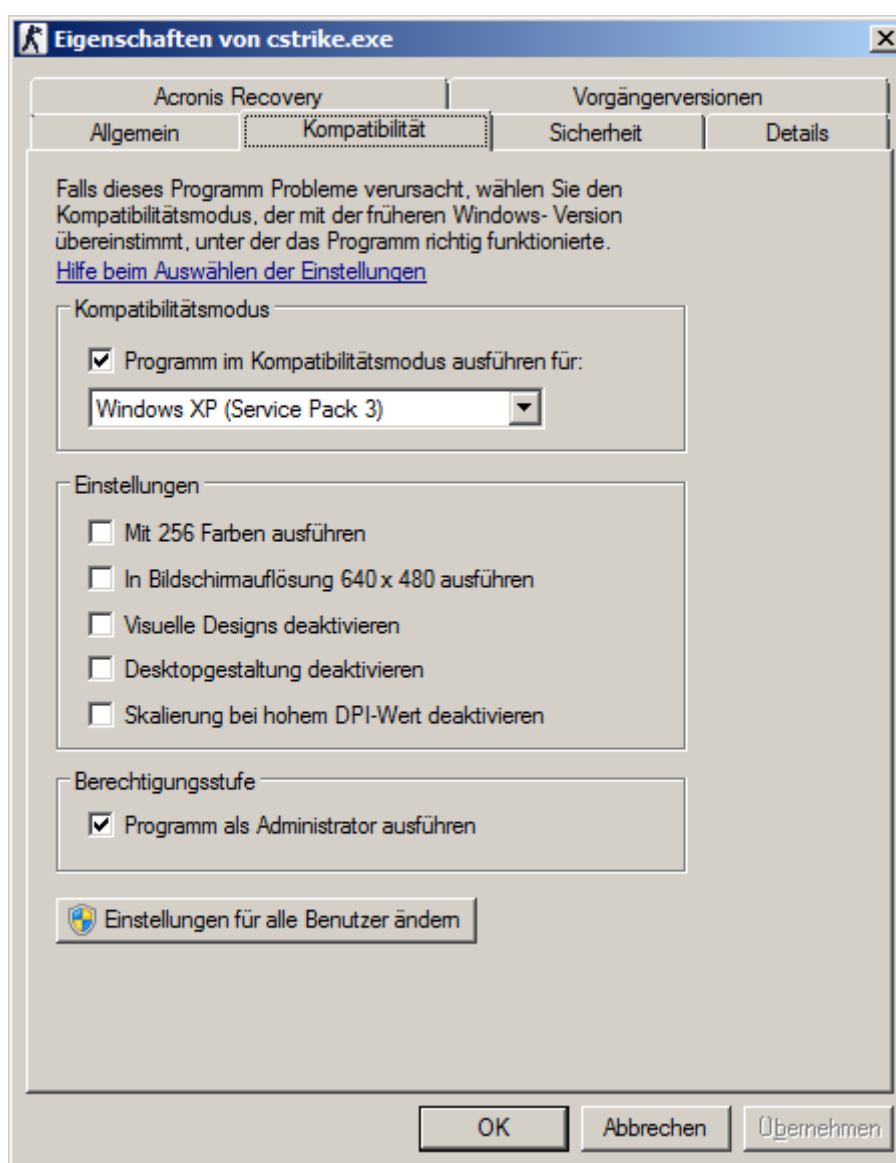 Eigenschaften von cstrike.exe
Acronis Recovery
Vorgängerversionen
Allgemein
Kompatibilität
Sicherheit
Details
Falls dieses Programm Probleme verursacht, wählen Sie den
Kompatibilitätsmodus, der mit der früheren Windows- Version
übereinstimmt, unter der das Programm richtig funktionierte.
Hilfe beim Auswählen der Einstellungen
Kompatibilitätsmodus
Programm im Kompatibilitätsmodus ausführen für:
Windows XP (Service Pack 3)
Einstellungen
Mit 256 Farben ausführen
In Bildschirmauflösung 640 x 480 ausführen
Visuelle Designs deaktivieren
Desktopgestaltung deaktivieren
Skalierung bei hohem DPI-Wert deaktivieren
Berechtigungsstufe
Programm als Administrator ausführen
Einstellungen für alle Benutzer ändern
OK
Abbrechen
Übernehmen